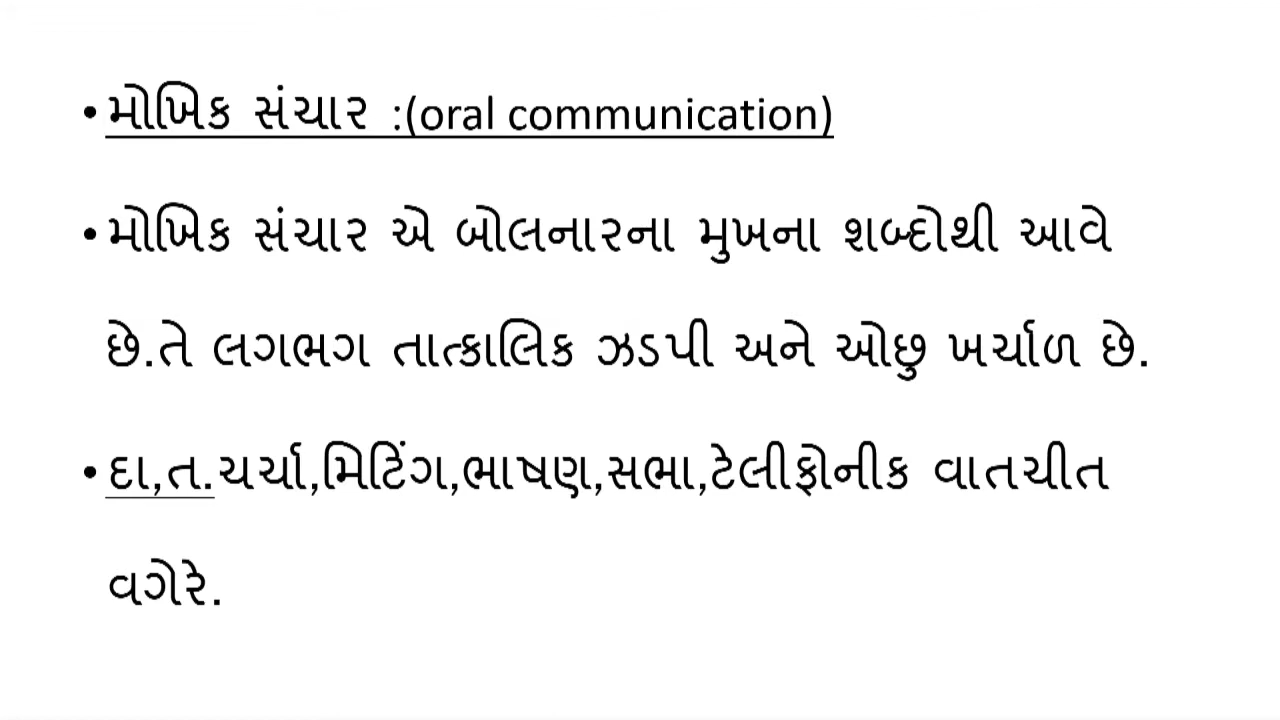 • મોખિક સંચાર :(oral communication)
• મોખિક સંચાર એ બોલનારના મુખના શબ્દોથી આવે
છે.તે લગભગ તાત્કાલિક ઝડપી અને ઓછુ ખર્ચાળ છે.
• દા,ત.ચર્ચા,મિટિંગ,ભાષણ,સભા,ટેલીફોનીક વાતચીત
વગેરે.